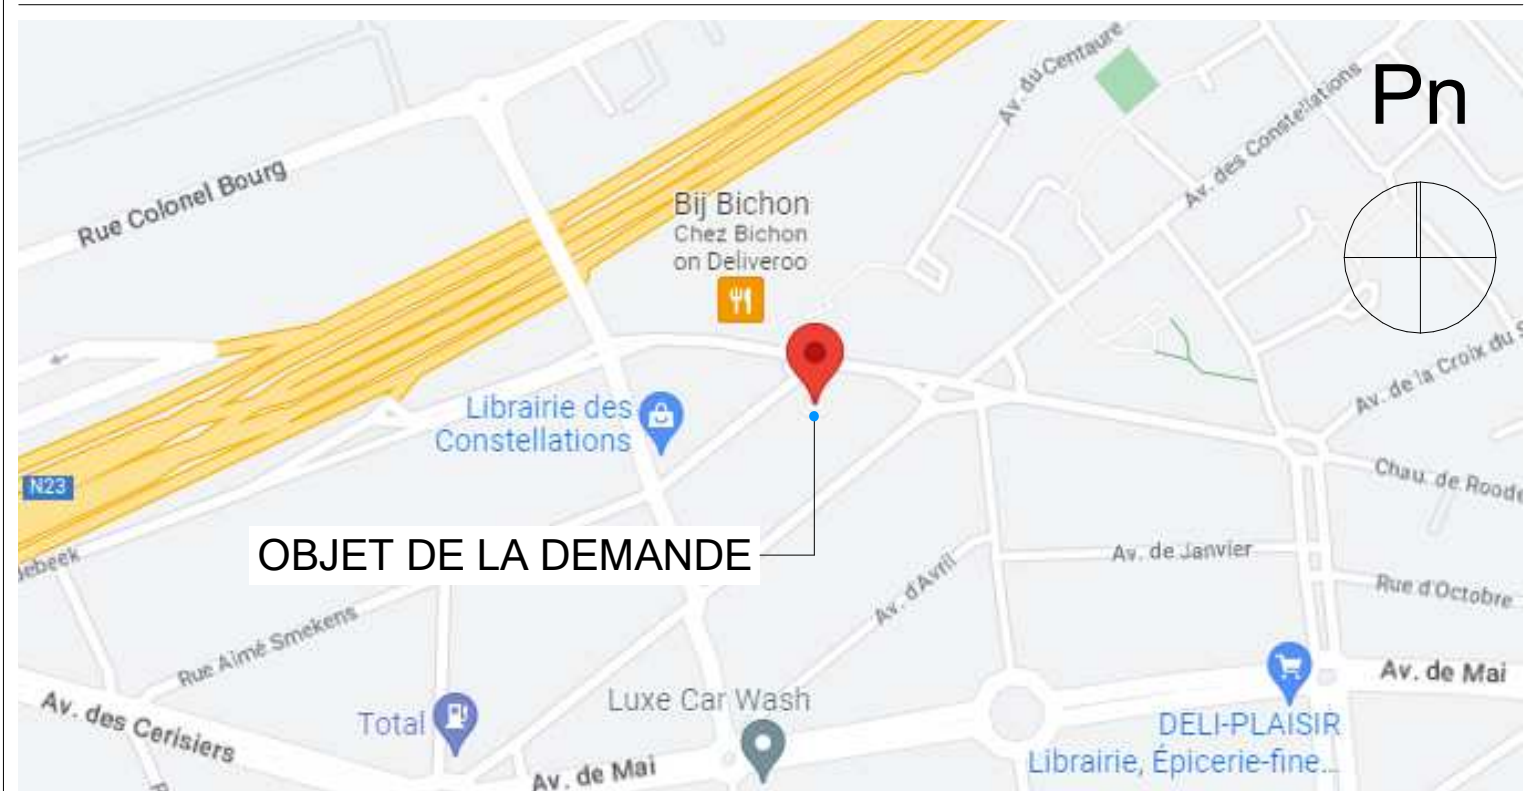 Av. du Centaure
Pn
Av. des Constellations
Rue Colonel Bourg
Bij Bichon
Chez Bichon
on Deliveroo
Av. de la Croix du S
Librairie des
Constellations
Chau. de Roode
N23
OBJET DE LA DEMANDE
ebeek
Av. de Janvier
Av. d'Avril
Rue d'Octobre
Rue Aimé Smekens
Av. de Mai
Av. des Cerisiers
Luxe Car Wash
Total
DELI-PLAISIR
Librairie, Épicerie-fine...
Av. de Mai